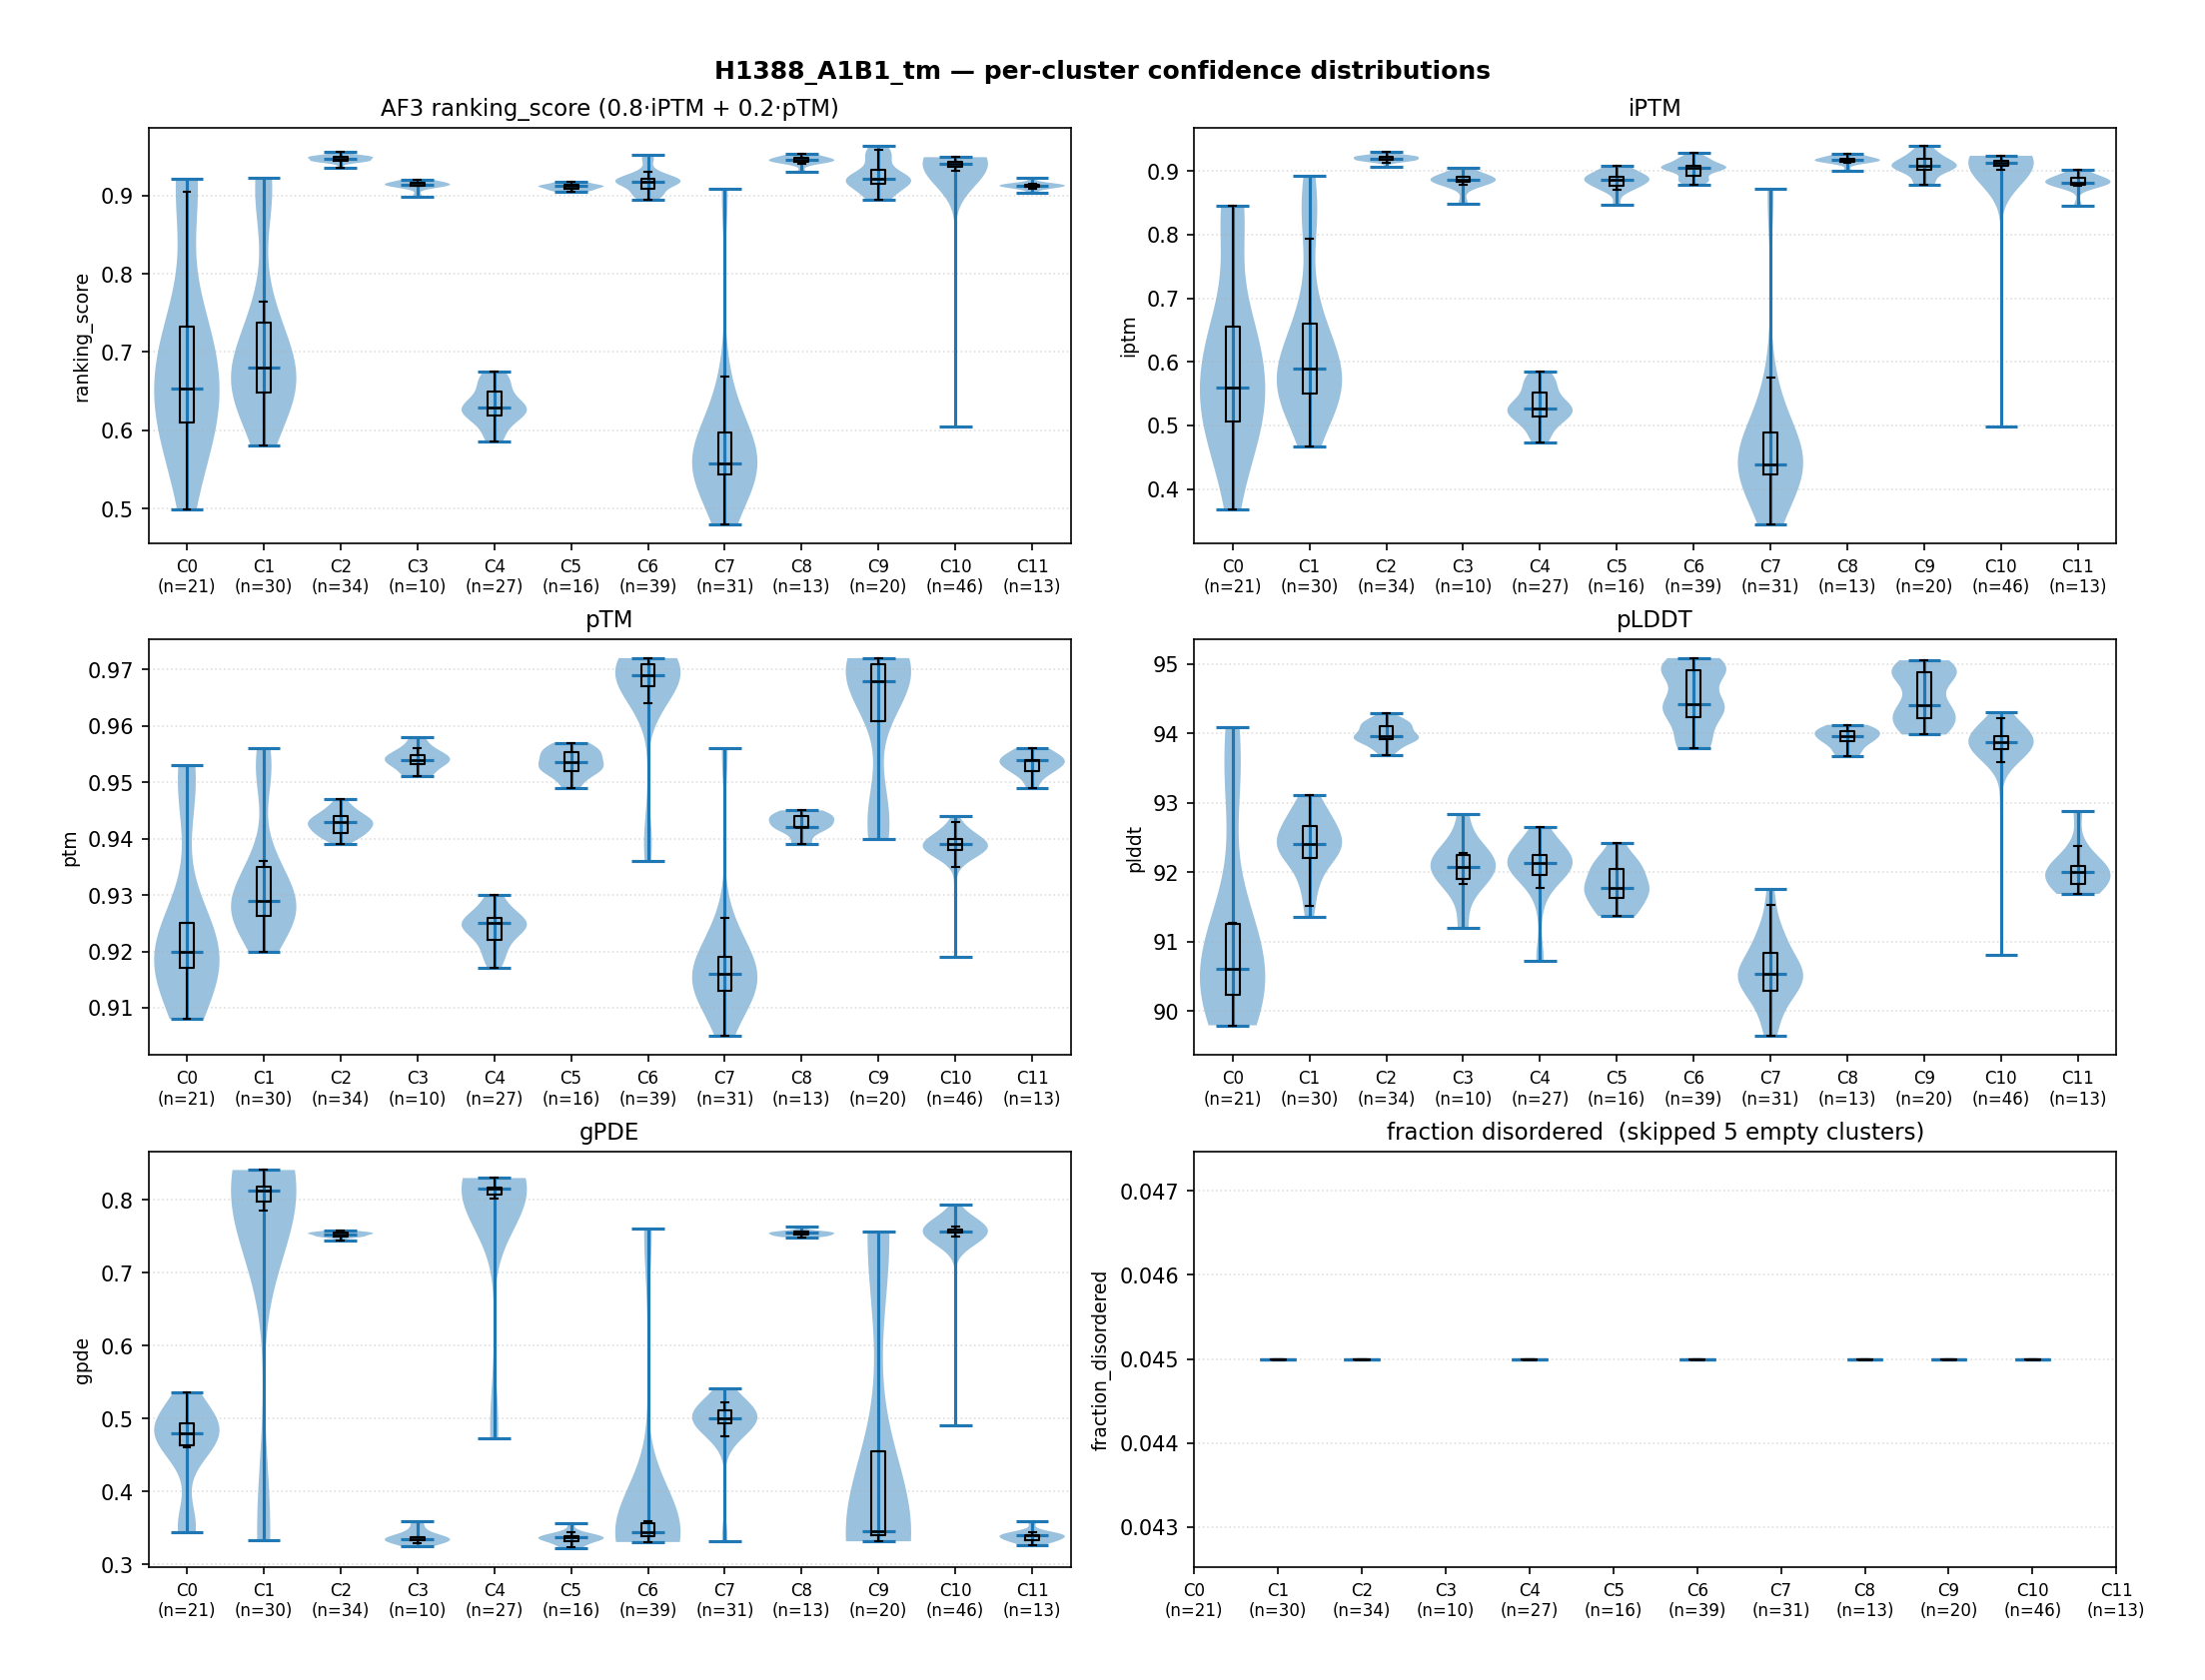 H1388_A1B1_tm — per-cluster confidence distributions
AF3 ranking_score (0.8·iPTM + 0.2·pTM)
ranking_score
0.9
0.8
0.7
0.6
0.5
C0 C1 C2 C3 C4 C5 C6 C7 C8 C9 C10 C11
(n=21) (n=30) (n=34) (n=10) (n=27) (n=16) (n=39) (n=31) (n=13) (n=20) (n=46) (n=13)
iPTM
iptm
0.9
0.8
0.7
0.6
0.5
0.4
C0 C1 C2 C3 C4 C5 C6 C7 C8 C9 C10 C11
(n=21) (n=30) (n=34) (n=10) (n=27) (n=16) (n=39) (n=31) (n=13) (n=20) (n=46) (n=13)
pTM
ptm
0.97
0.96
0.95
0.94
0.93
0.92
0.91
C0 C1 C2 C3 C4 C5 C6 C7 C8 C9 C10 C11
(n=21) (n=30) (n=34) (n=10) (n=27) (n=16) (n=39) (n=31) (n=13) (n=20) (n=46) (n=13)
pLDDT
plddt
95
94
93
92
91
90
C0 C1 C2 C3 C4 C5 C6 C7 C8 C9 C10 C11
(n=21) (n=30) (n=34) (n=10) (n=27) (n=16) (n=39) (n=31) (n=13) (n=20) (n=46) (n=13)
gPDE
gpde
0.8
0.7
0.6
0.5
0.4
0.3
C0 C1 C2 C3 C4 C5 C6 C7 C8 C9 C10 C11
(n=21) (n=30) (n=34) (n=10) (n=27) (n=16) (n=39) (n=31) (n=13) (n=20) (n=46) (n=13)
fraction disordered (skipped 5 empty clusters)
fraction_disordered
0.047
0.046
0.045
0.044
0.043
C0 C1 C2 C3 C4 C5 C6 C7 C8 C9 C10 C11
(n=21) (n=30) (n=34) (n=10) (n=27) (n=16) (n=39) (n=31) (n=13) (n=20) (n=46) (n=13)